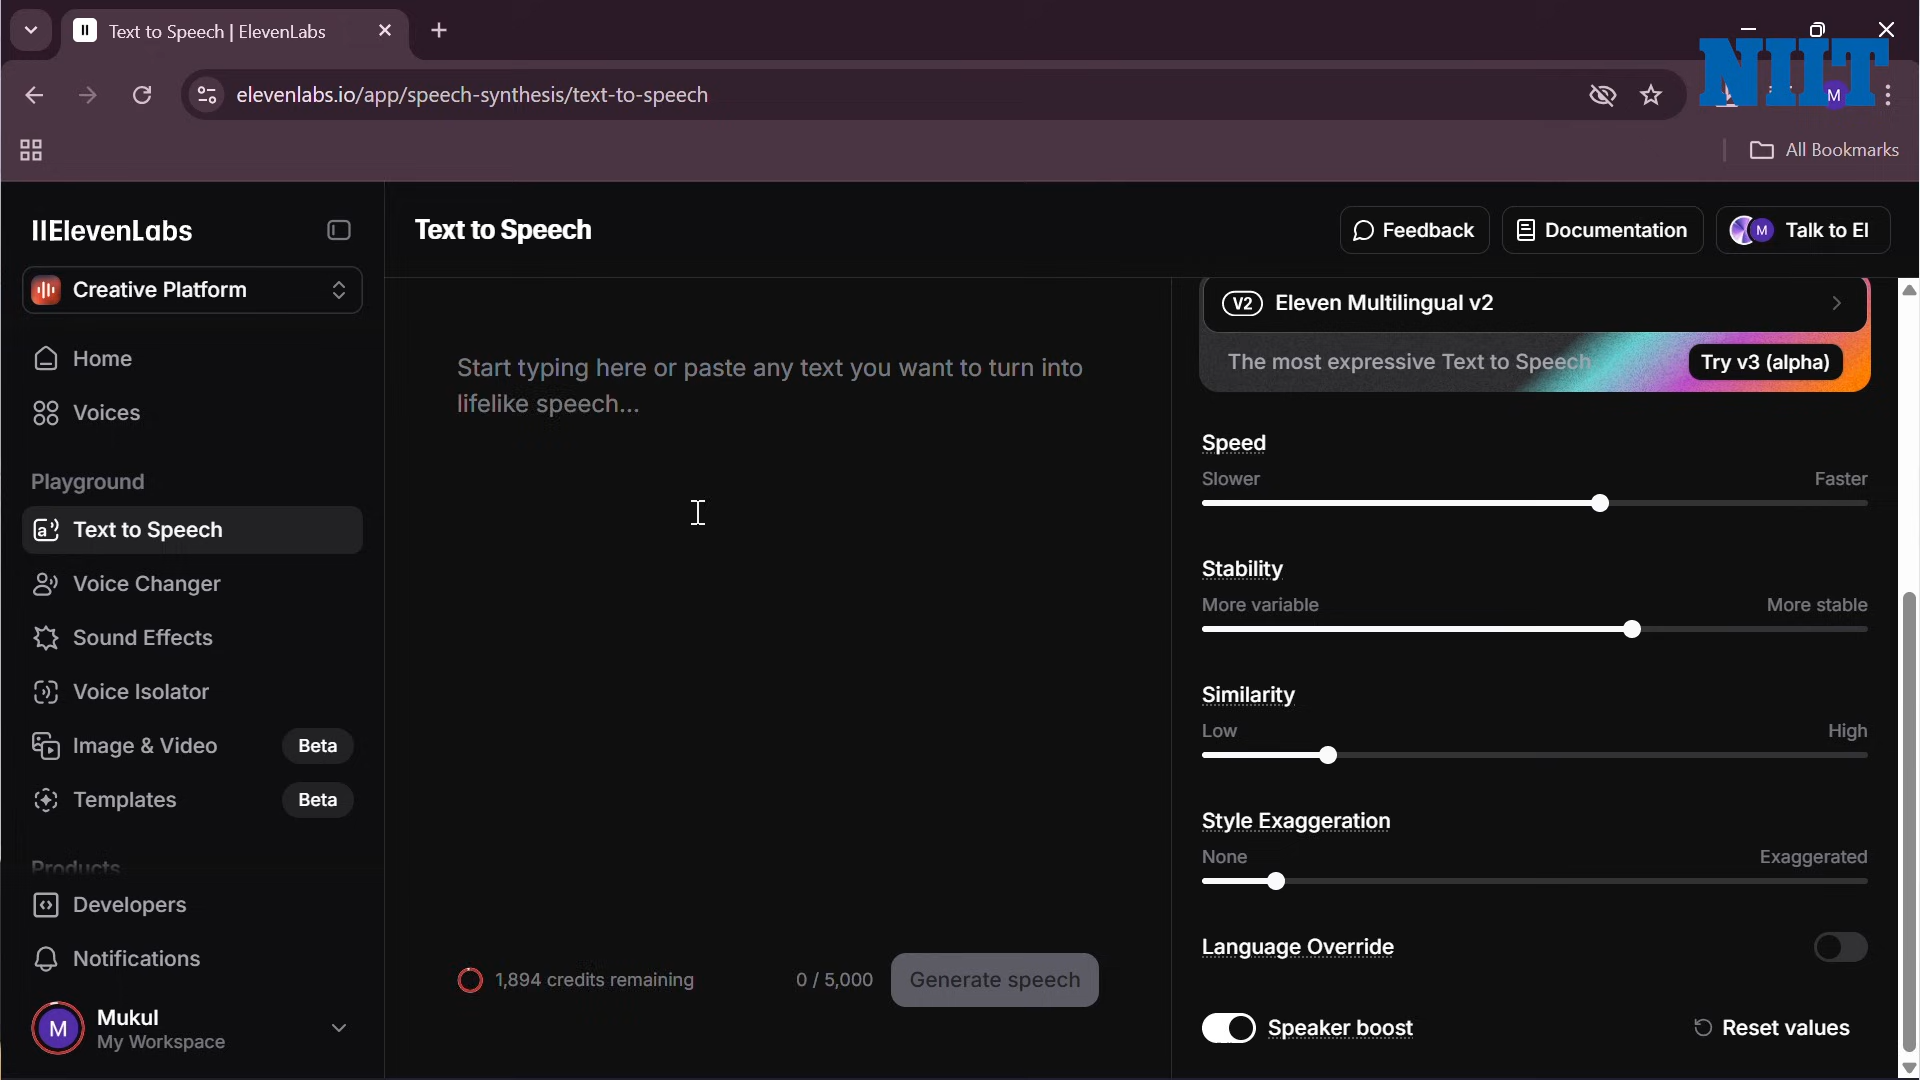 Text to Speech | ElevenLabs
elevenlabs.io/app/speech-synthesis/text-to-speech
NIIT
M
All Bookmarks
IIElevenLabs
Creative Platform
Home
Voices
Playground
Text to Speech
Voice Changer
Sound Effects
Voice Isolator
Image & Video Beta
Templates Beta
Products
Developers
Notifications
M
Mukul
My Workspace
Text to Speech
Feedback
Documentation
M
Talk to El
Start typing here or paste any text you want to turn into
lifelike speech...
1,894 credits remaining
0 / 5,000
Generate speech
V2 Eleven Multilingual v2
The most expressive Text to Speech
Try v3 (alpha)
Speed
Slower Faster
Stability
More variable More stable
Similarity
Low High
Style Exaggeration
None Exaggerated
Language Override
Speaker boost
Reset values